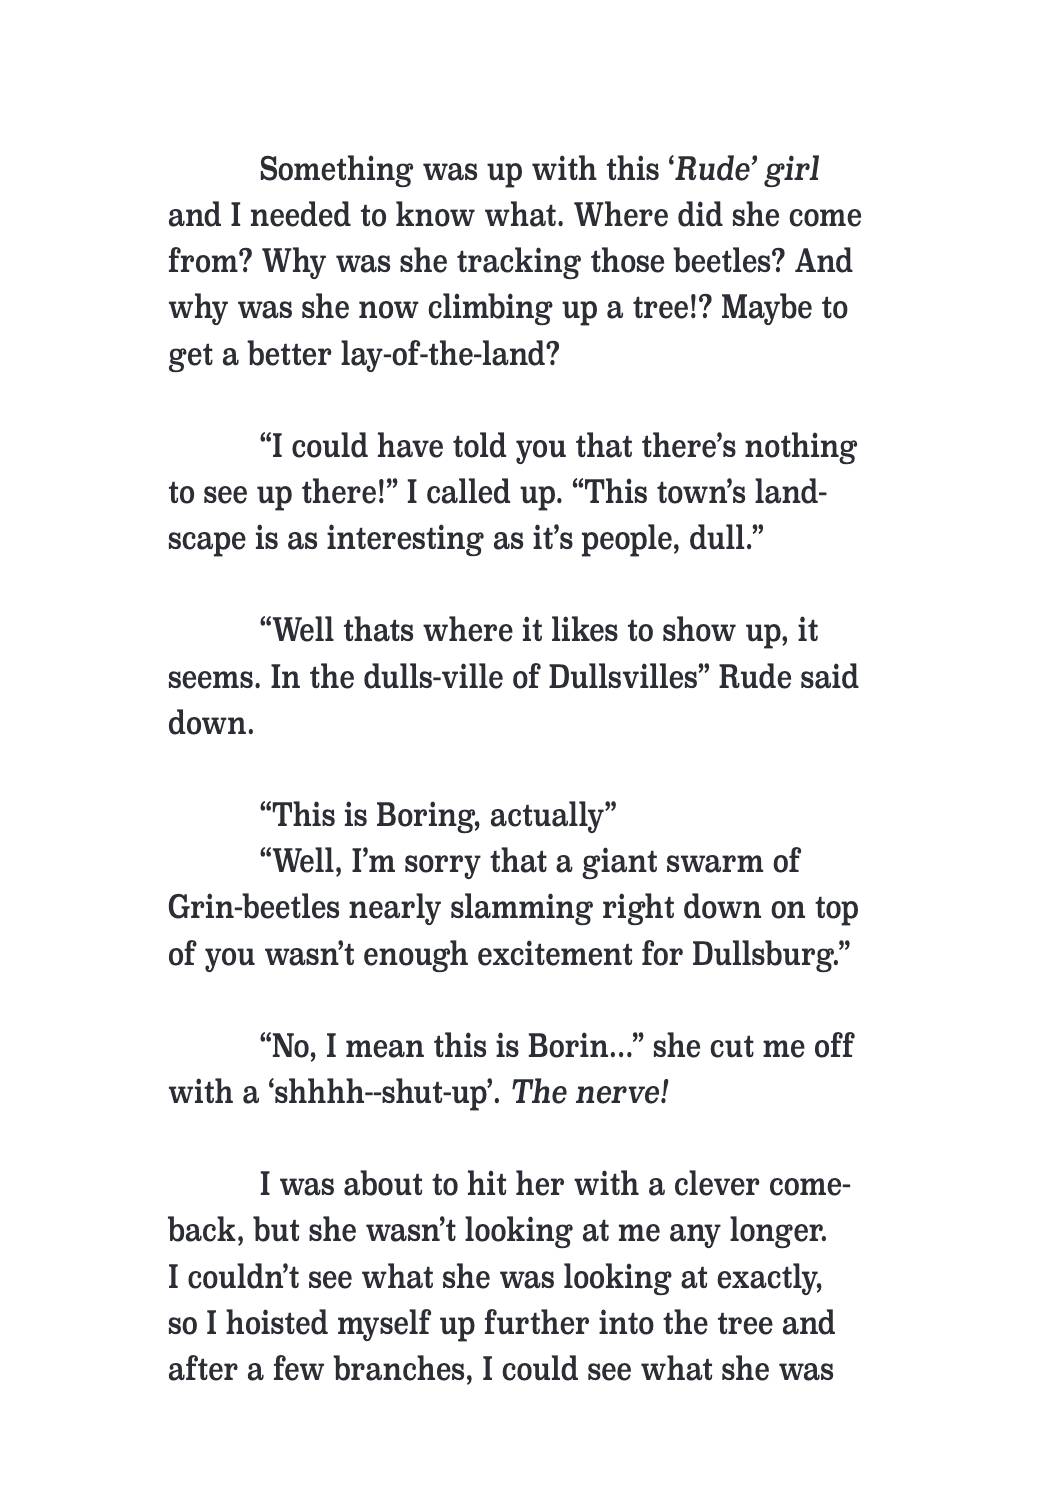 Something was up with this ‘Rude’ girl
and I needed to know what. Where did she come
from? Why was she tracking those beetles? And
why was she now climbing up a tree!? Maybe to
get a better lay-of-the-land?
“I could have told you that there’s nothing
to see up there!” I called up. “This town’s land-
scape is as interesting as it’s people, dull.”
“Well thats where it likes to show up, it
seems. In the dulls-ville of Dullsvilles” Rude said
down.
“This is Boring, actually”
“Well, I’m sorry that a giant swarm of
Grin-beetles nearly slamming right down on top
of you wasn’t enough excitement for Dullsburg.”
“No, I mean this is Borin...” she cut me off
with a ‘shhhh--shut-up’. The nerve!
I was about to hit her with a clever come-
back, but she wasn’t looking at me any longer.
I couldn’t see what she was looking at exactly,
so I hoisted myself up further into the tree and
after a few branches, I could see what she was